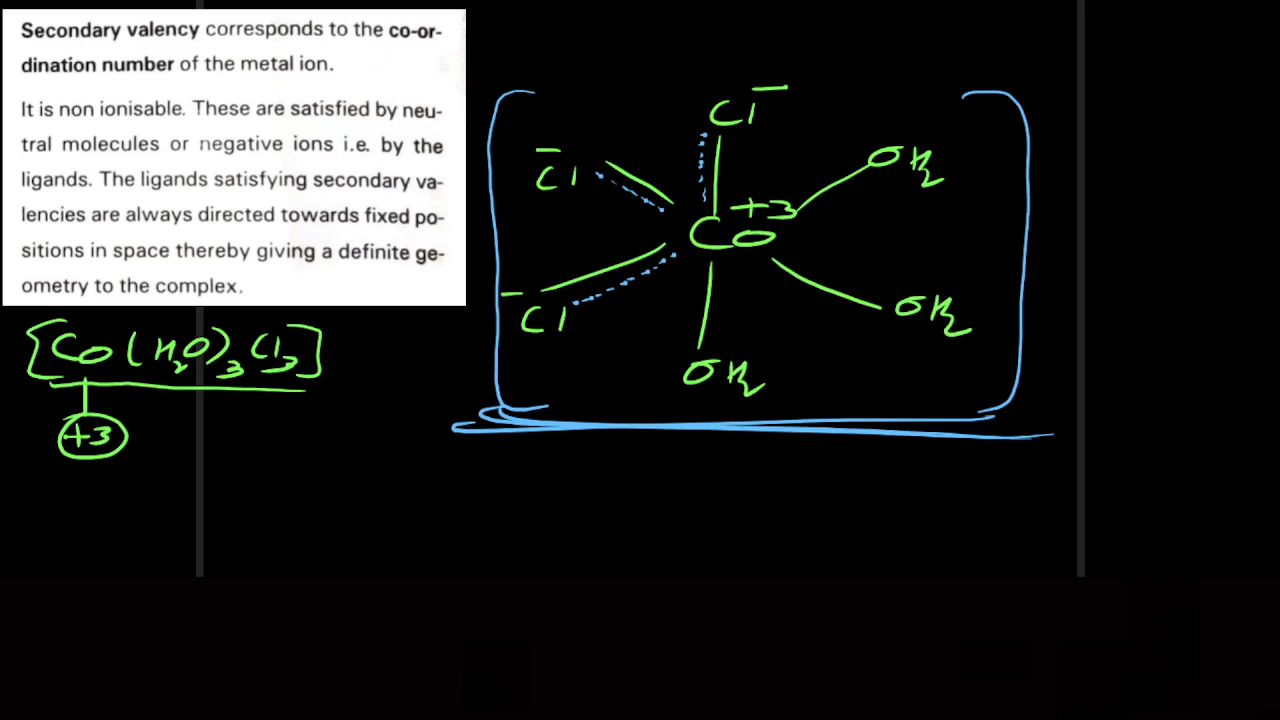 Secondary valency corresponds to the co-or-
dination number of the metal ion.
It is non ionisable. These are satisfied by neu-
tral molecules or negative ions i.e. by the
ligands. The ligands satisfying secondary va-
lencies are always directed towards fixed po-
sitions in space thereby giving a definite ge-
ometry to the complex.
[Co(H₂O)₃Cl₃]
+3
Cl⁻
⁻Cl
OH₂
Co⁺³
⁻Cl
OH₂
OH₂